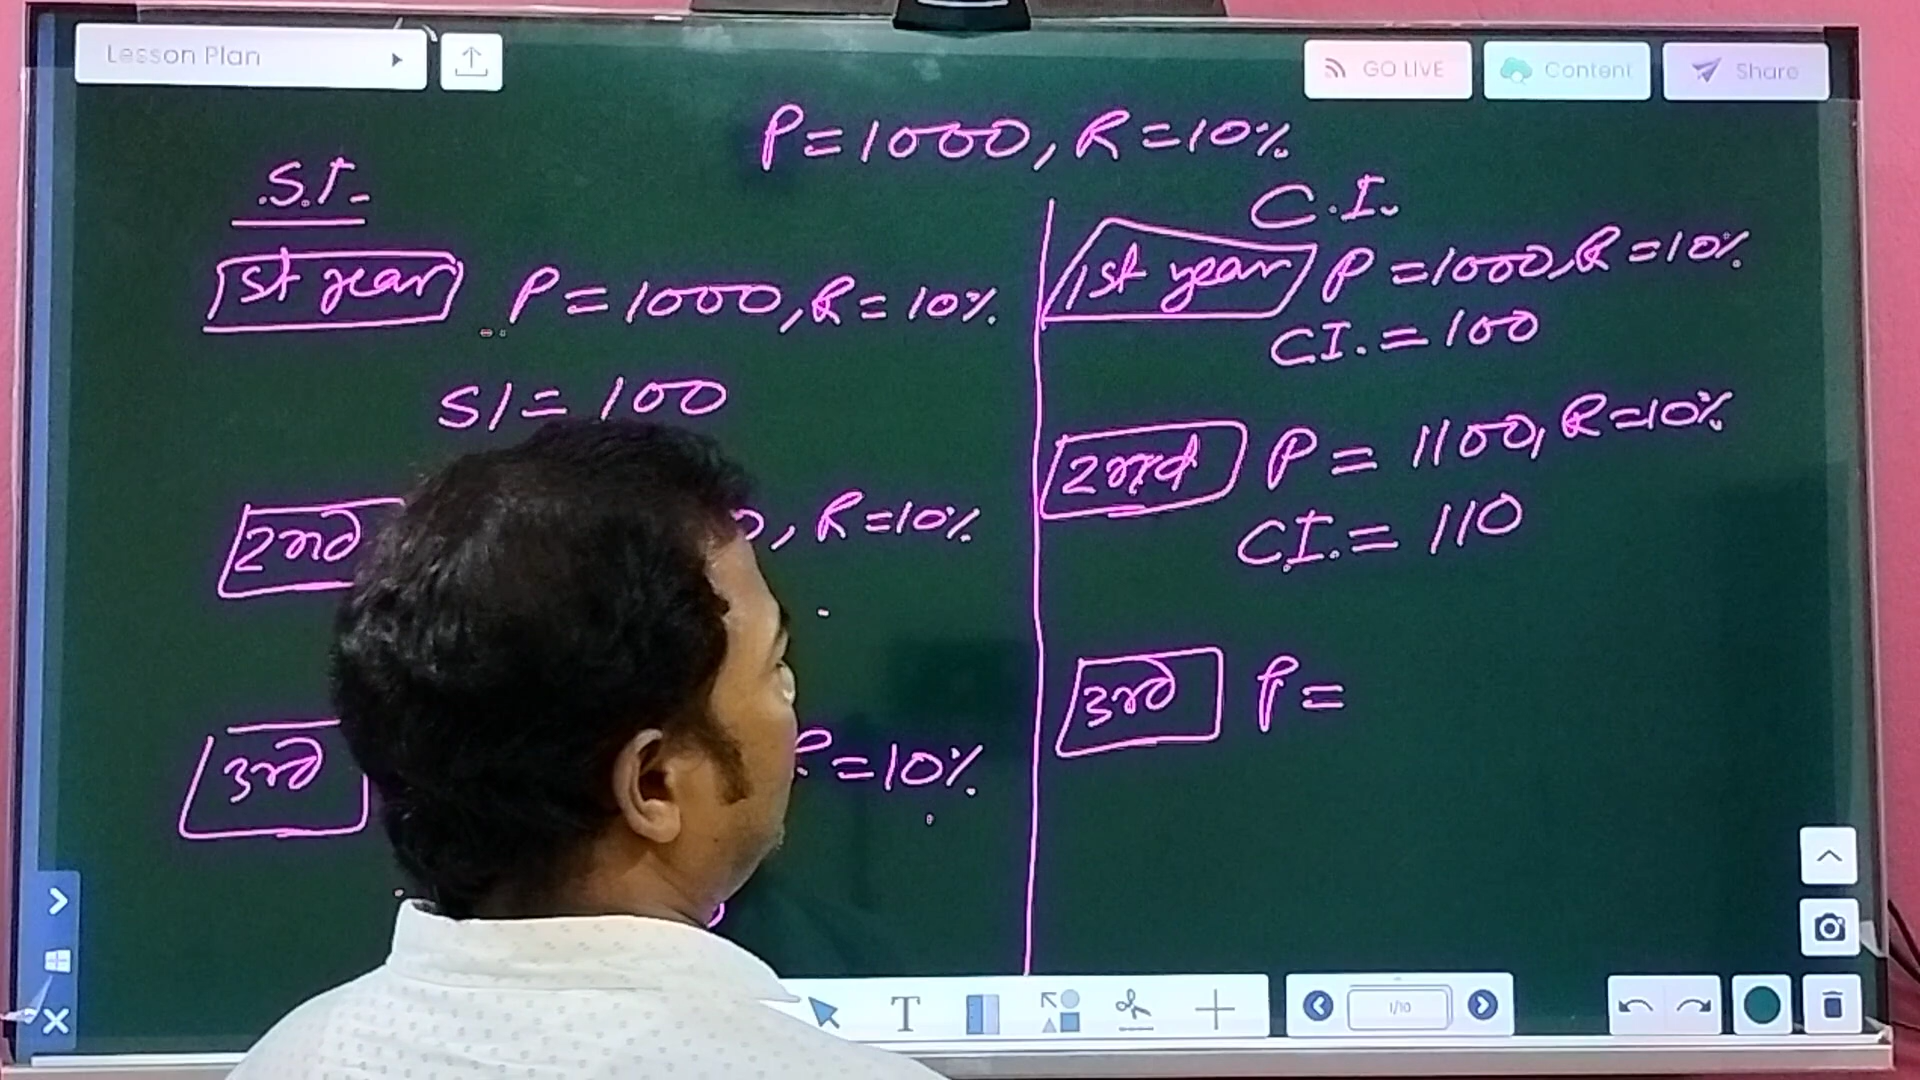 Lesson Plan
GO LIVE
Content
Share
P=1000, R=10%
S.I.
1st year P=1000, R=10%
SI= 100
2nd , R=10%
3rd =10%
C.I.
1st year P=1000, R=10%
CI.=100
2nd P= 1100, R=10%
C.I.= 110
3rd P=
T
1/10